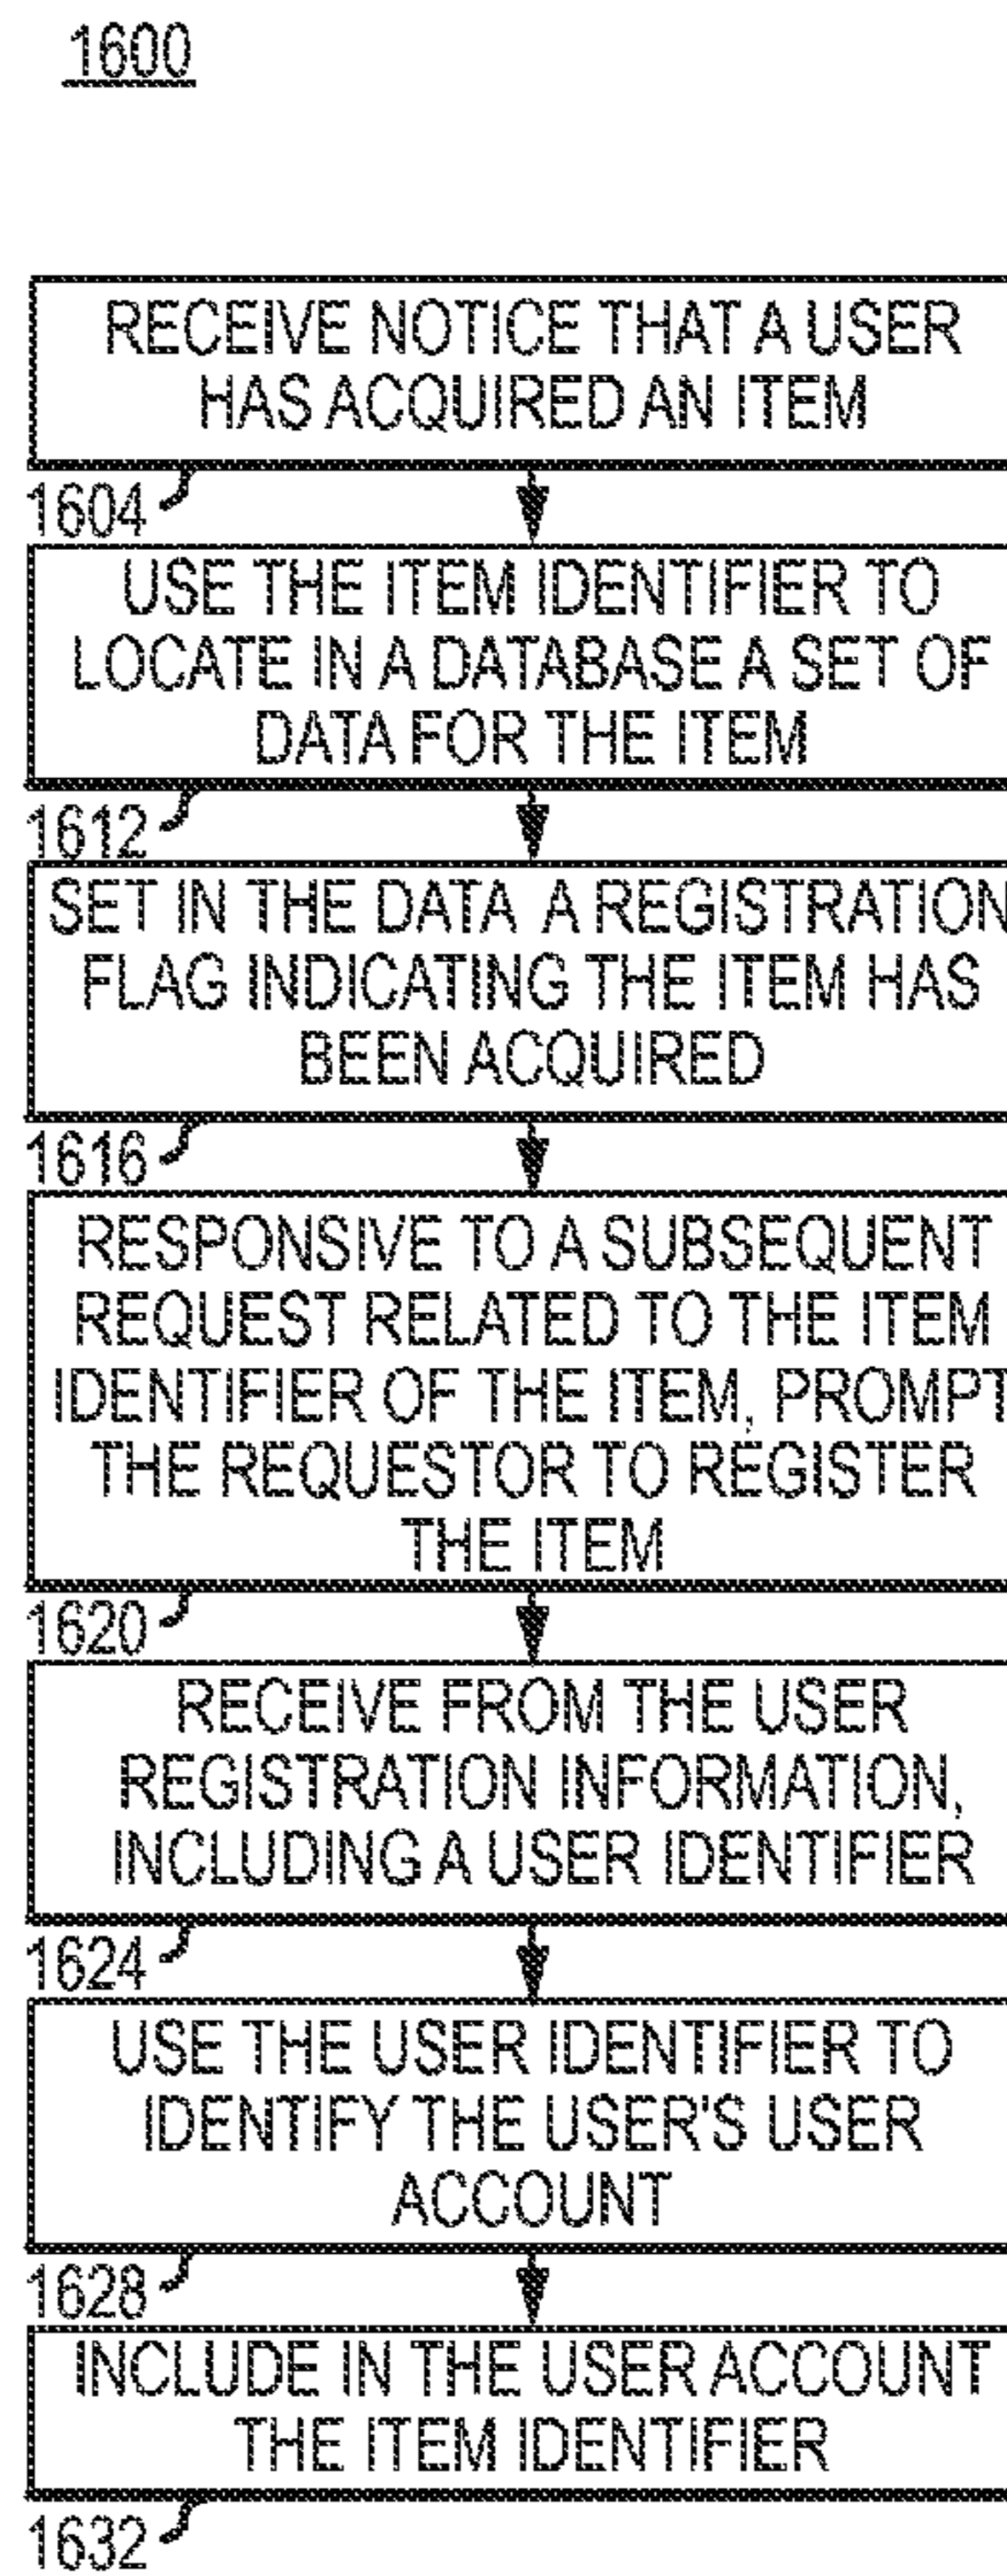 1600
RECEIVE NOTICE THAT A USER
HAS ACQUIRED AN ITEM
1604
USE THE ITEM IDENTIFIER TO
LOCATE IN A DATABASE A SET OF
DATA FOR THE ITEM
1612
SET IN THE DATA A REGISTRATION
FLAG INDICATING THE ITEM HAS
BEEN ACQUIRED
1616
RESPONSIVE TO A SUBSEQUENT
REQUEST RELATED TO THE ITEM
IDENTIFIER OF THE ITEM, PROMPT
THE REQUESTOR TO REGISTER
THE ITEM
1620
RECEIVE FROM THE USER
REGISTRATION INFORMATION,
INCLUDING A USER IDENTIFIER
1624
USE THE USER IDENTIFIER TO
IDENTIFY THE USER'S USER
ACCOUNT
1628
INCLUDE IN THE USER ACCOUNT
THE ITEM IDENTIFIER
1632